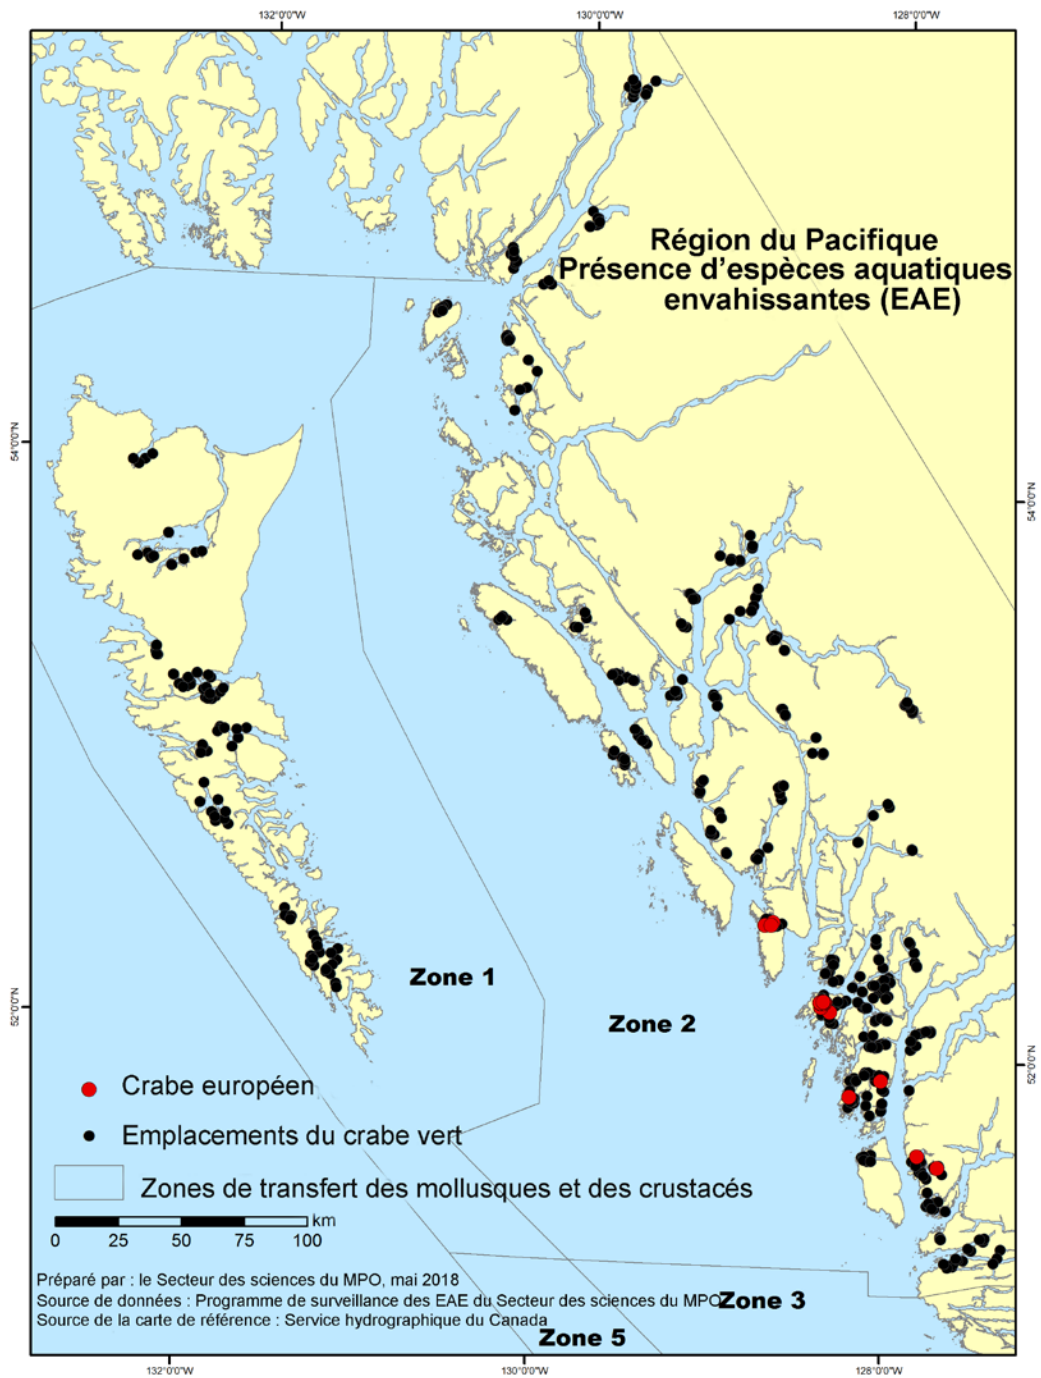 132°0'0"W 130°0'0"W 128°0'0"W
Région du Pacifique
Présence d'espèces aquatiques
envahissantes (EAE)
54°0'0"N
54°0'0"N
Zone 1
52°0'0"N
Zone 2
52°0'0"N
Crabe européen
Emplacements du crabe vert
Zones de transfert des mollusques et des crustacés
km
0 25 50 75 100
Préparé par : le Secteur des sciences du MPO, mai 2018
Source de données : Programme de surveillance des EAE du Secteur des sciences du MPO
Zone 3
Source de la carte de référence : Service hydrographique du Canada
Zone 5
132°0'0"W 130°0'0"W 128°0'0"W